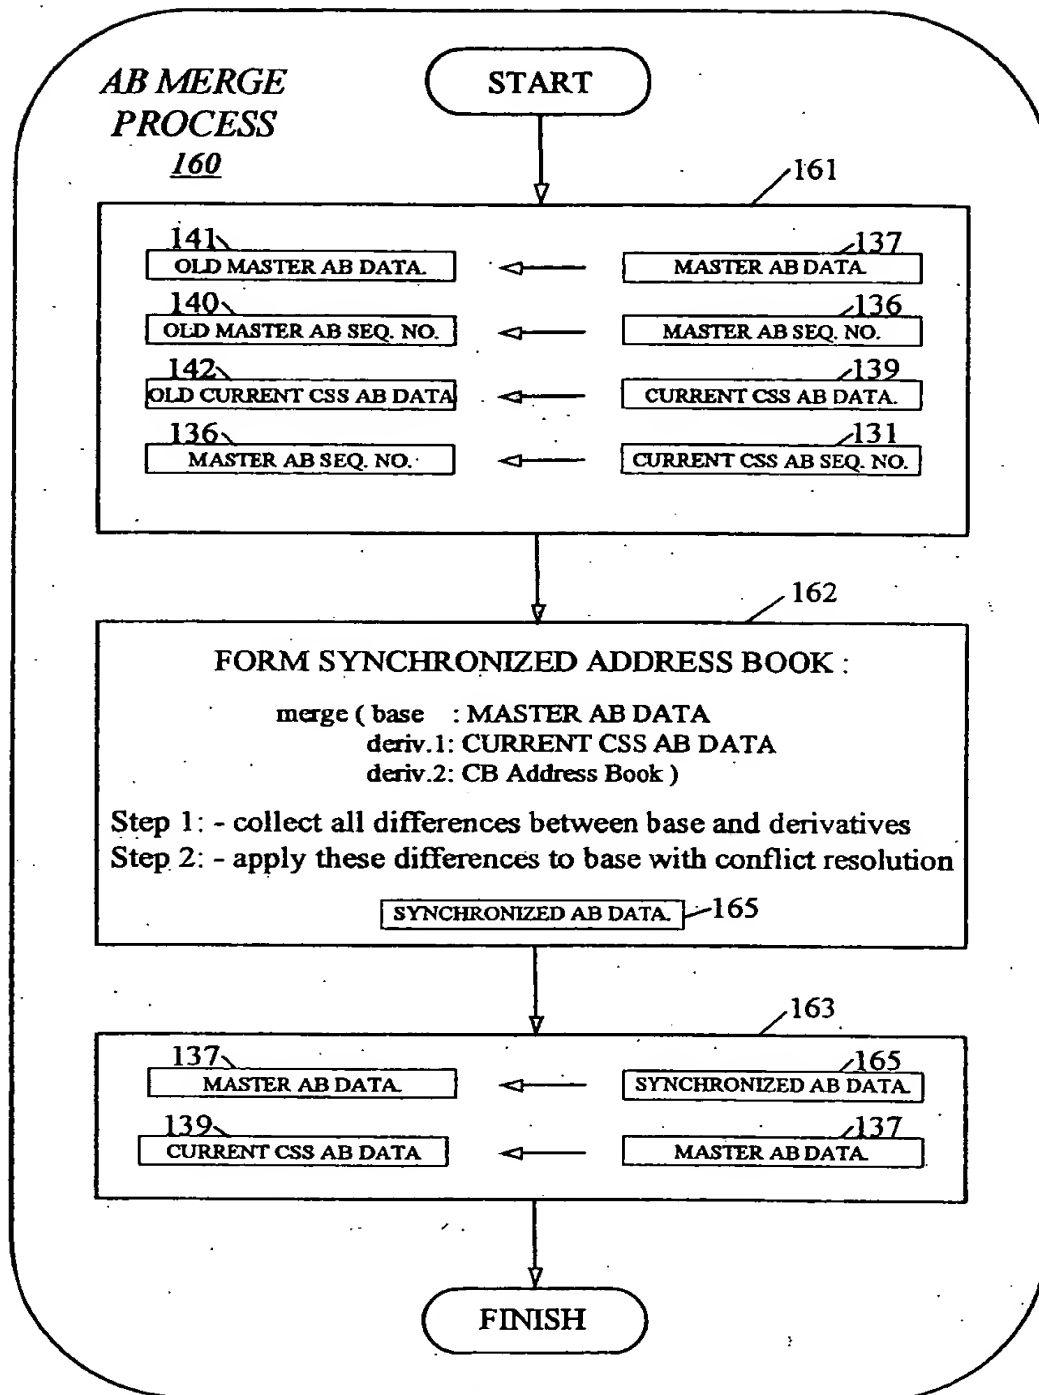 AB MERGE
PROCESS
160
START
161
141
137
OLD MASTER AB DATA.
MASTER AB DATA.
140
136
OLD MASTER AB SEQ. NO.
MASTER AB SEQ. NO.
142
139
OLD CURRENT CSS AB DATA
CURRENT CSS AB DATA.
136
131
MASTER AB SEQ. NO.
CURRENT CSS AB SEQ. NO.
162
FORM SYNCHRONIZED ADDRESS BOOK :
merge ( base : MASTER AB DATA
deriv.1: CURRENT CSS AB DATA
deriv.2: CB Address Book )
Step 1: - collect all differences between base and derivatives
Step 2: - apply these differences to base with conflict resolution
SYNCHRONIZED AB DATA.
165
163
137
165
MASTER AB DATA.
SYNCHRONIZED AB DATA.
139
137
CURRENT CSS AB DATA
MASTER AB DATA.
FINISH